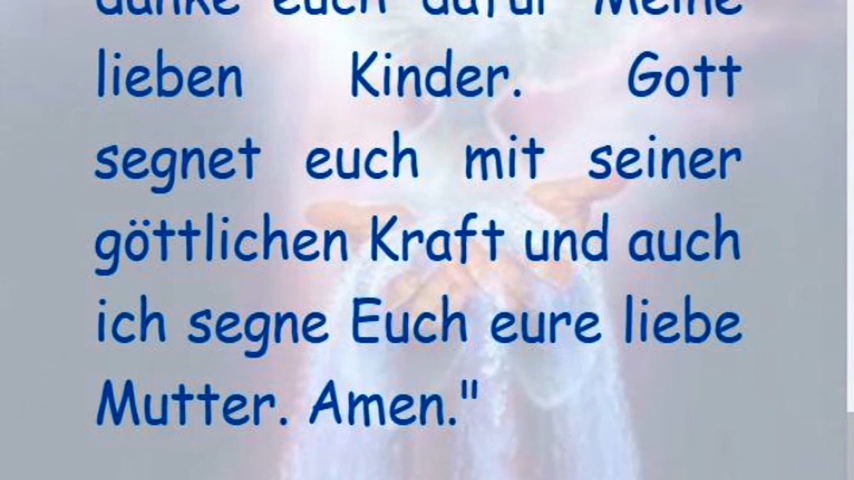 danke euch dafür Meine
lieben Kinder. Gott
segnet euch mit seiner
göttlichen Kraft und auch
ich segne Euch eure liebe
Mutter. Amen."